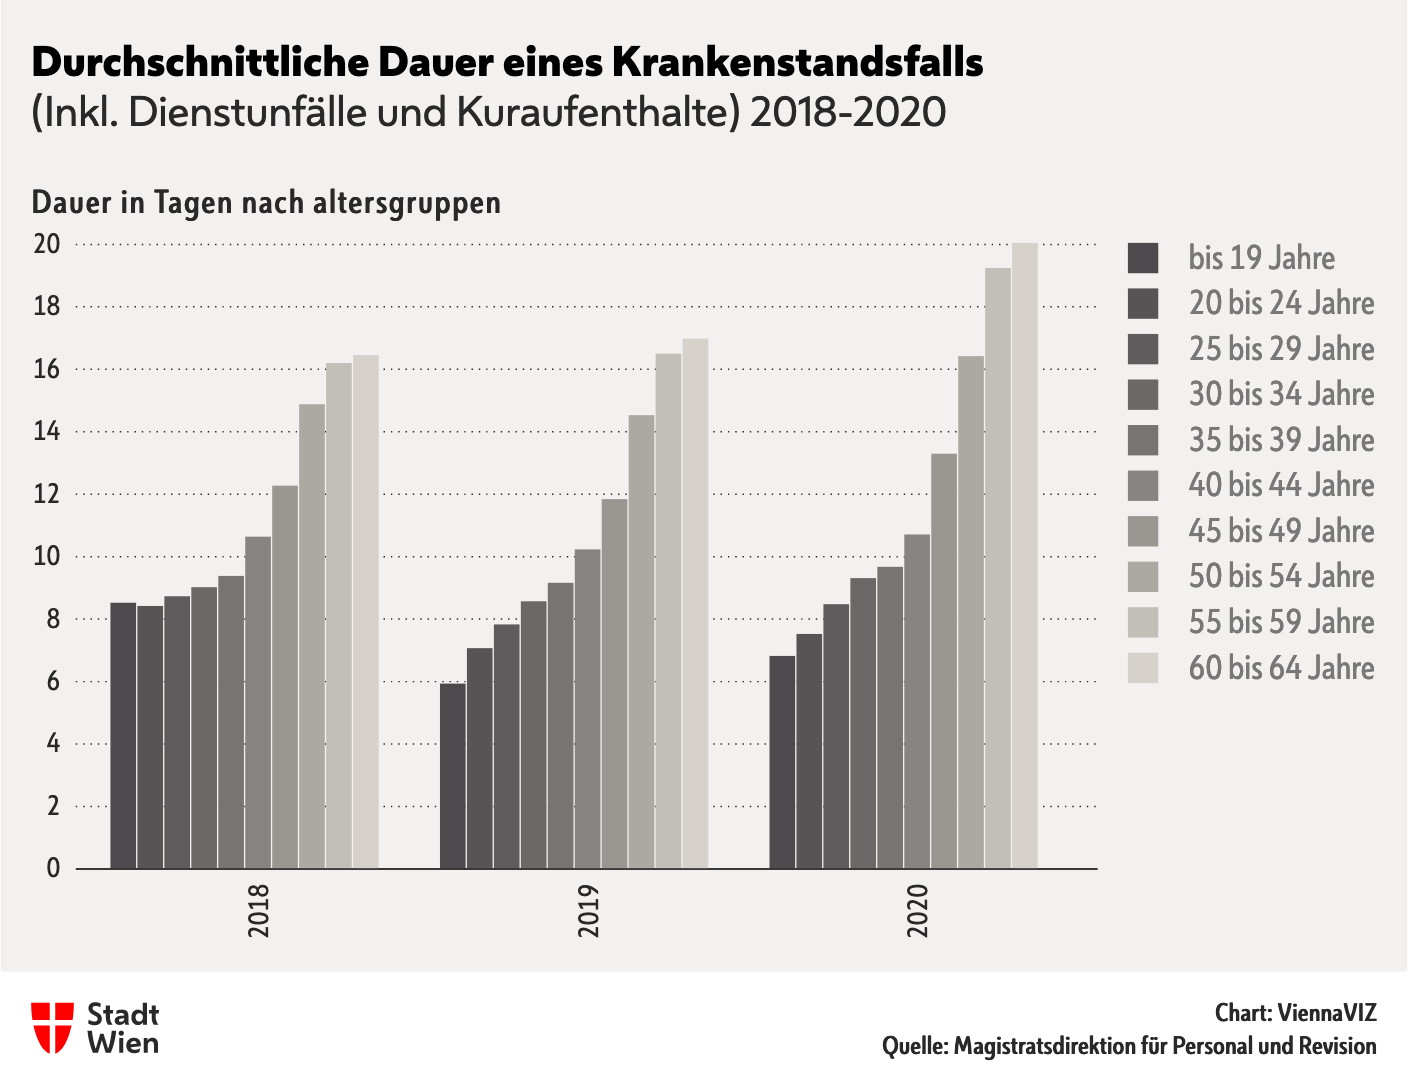 Durchschnittliche Dauer eines Krankenstandsfalls
(Inkl. Dienstunfälle und Kuraufenthalte) 2018-2020
Dauer in Tagen nach altersgruppen
20
18
16
14
12
10
8
6
4
2
0
2018
2019
2020
bis 19 Jahre
20 bis 24 Jahre
25 bis 29 Jahre
30 bis 34 Jahre
35 bis 39 Jahre
40 bis 44 Jahre
45 bis 49 Jahre
50 bis 54 Jahre
55 bis 59 Jahre
60 bis 64 Jahre
Stadt
Wien
Chart: ViennaVIZ
Quelle: Magistratsdirektion für Personal und Revision